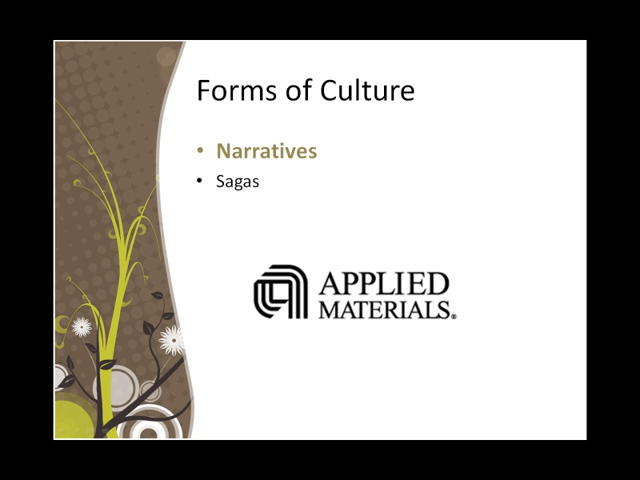 Forms of Culture
• Narratives
• Sagas
APPLIED
MATERIALS®